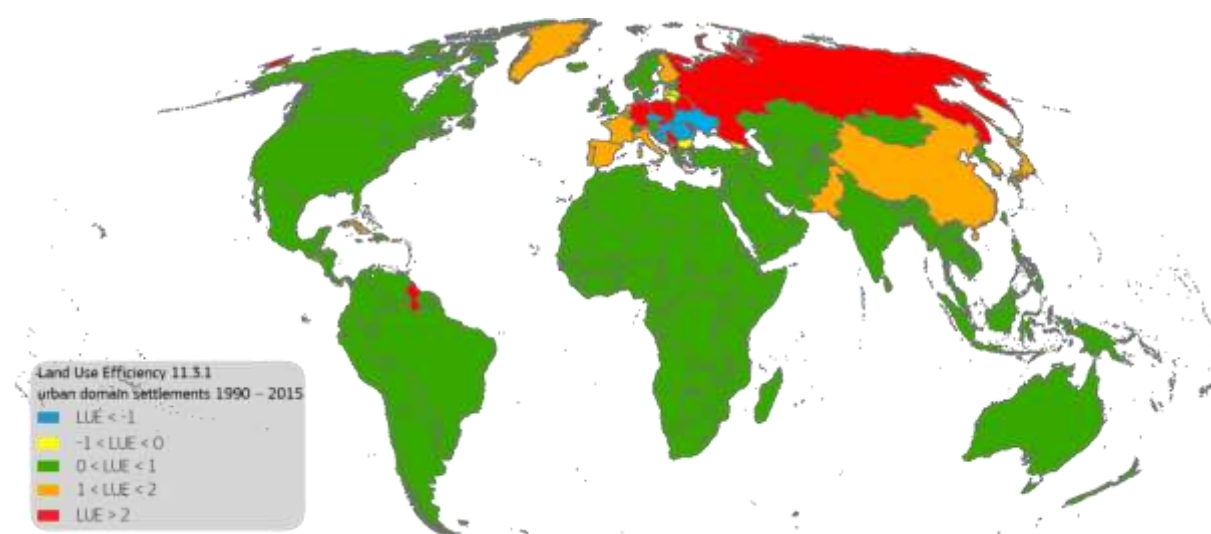 Land Use Efficiency 11.3.1
urban domain settlements 1990 – 2015
LUE < -1
-1 < LUE < 0
0 < LUE < 1
1 < LUE < 2
LUE > 2